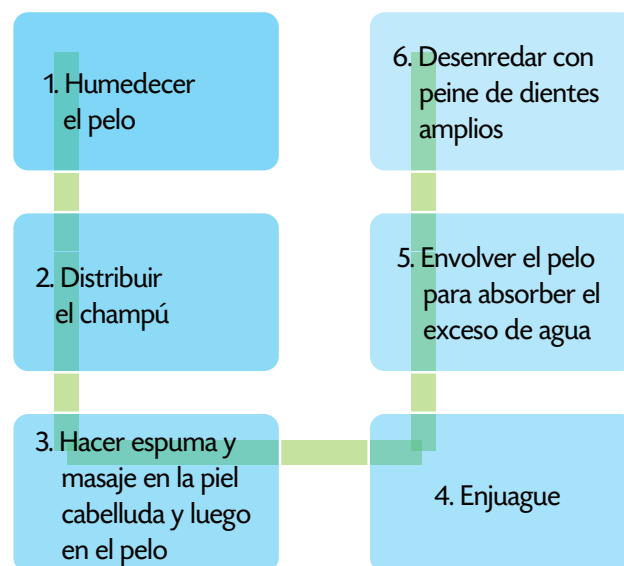 1. Humedecer
el pelo
2. Distribuir
el champú
3. Hacer espuma y
masaje en la piel
cabelluda y luego
en el pelo
4. Enjuague
5. Envolver el pelo
para absorber el
exceso de agua
6. Desenredar con
peine de dientes
amplios